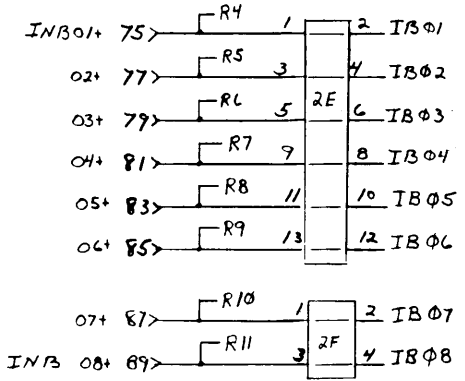 INB01+ 75 R4 1 2 IBΦ1
02+ 77 R5 3 4 IBΦ2
03+ 79 R6 5 2E 6 IBΦ3
04+ 81 R7 9 8 IBΦ4
05+ 83 R8 11 10 IBΦ5
06+ 85 R9 13 12 IBΦ6
07+ 87 R1Φ 1 2 IBΦ7
INB 08+ 89 R11 3 2F 4 IBΦ8